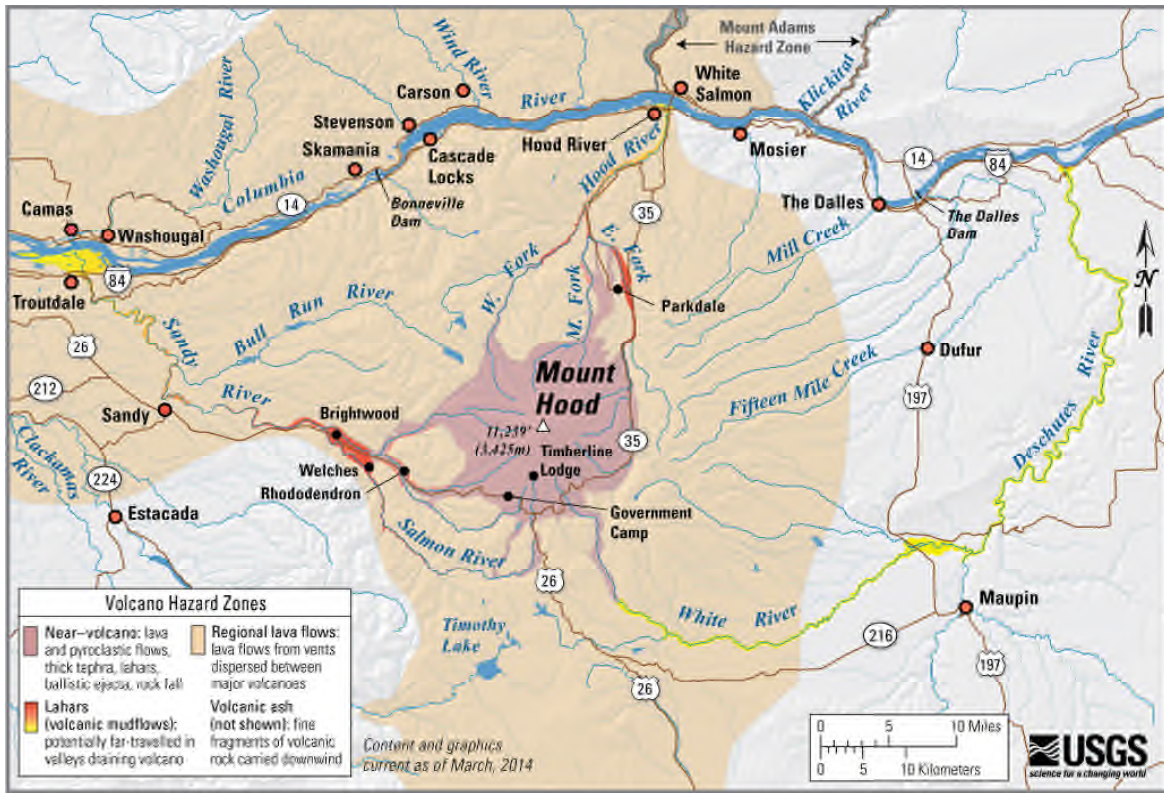 Mount Adams
Hazard Zone
Washougal River
Wind River
Klickitat River
White
Salmon
Carson
River
Stevenson
Hood River
Hood River
Mosier
Skamania
Cascade
Locks
Columbia
14
Bonneville
Dam
14
84
Camas
Washougal
The Dalles
The Dalles
Dam
35
Mill Creek
84
Troutdale
W. Fork
M. Fork
E. Fork
N
Bull Run River
Parkdale
Sandy
26
Dufur
212
River
Mount
Hood
Fifteen Mile Creek
River
197
Deschutes
Sandy
Brightwood
11,239'
(3,425m)
Timberline
Lodge
35
Clackamas
River
Welches
Rhododendron
224
Estacada
Government
Camp
Salmon River
26
White River
Maupin
216
Timothy
Lake
197
26
Volcano Hazard Zones
Near–volcano: lava
and pyroclastic flows,
thick tephra, lahars,
ballistic ejecta, rock fall
Regional lava flows:
lava flows from vents
dispersed between
major volcanoes
Lahars
(volcanic mudflows):
potentially far-travelled in
valleys draining volcano
Volcanic ash
(not shown): fine
fragments of volcanic
rock carried downwind
Content and graphics
current as of March, 2014
0 5 10 Miles
0 5 10 Kilometers
USGS
science for a changing world